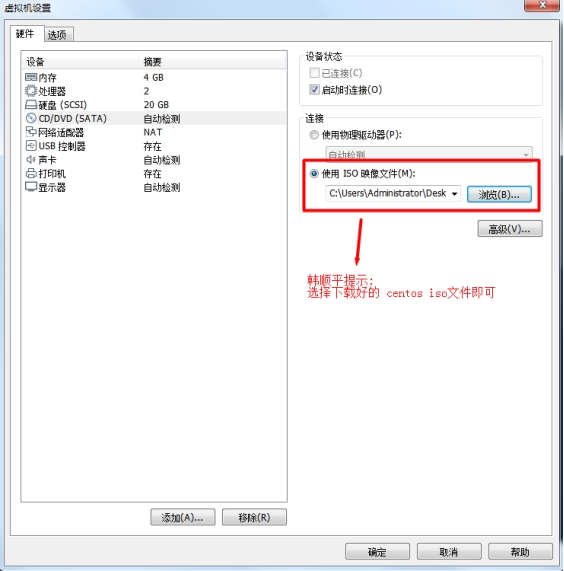 虚拟机设置
硬件 选项
设备 摘要
内存 4 GB
处理器 2
硬盘 (SCSI) 20 GB
CD/DVD (SATA) 自动检测
网络适配器 NAT
USB 控制器 存在
声卡 自动检测
打印机 存在
显示器 自动检测
添加(A)... 移除(R)
设备状态
已连接(C)
启动时连接(O)
连接
使用物理驱动器(P):
自动检测
使用 ISO 映像文件(M):
C:\Users\Administrator\Desk 浏览(B)...
高级(V)...
韩顺平提示:
选择下载好的 centos iso文件即可
确定 取消 帮助